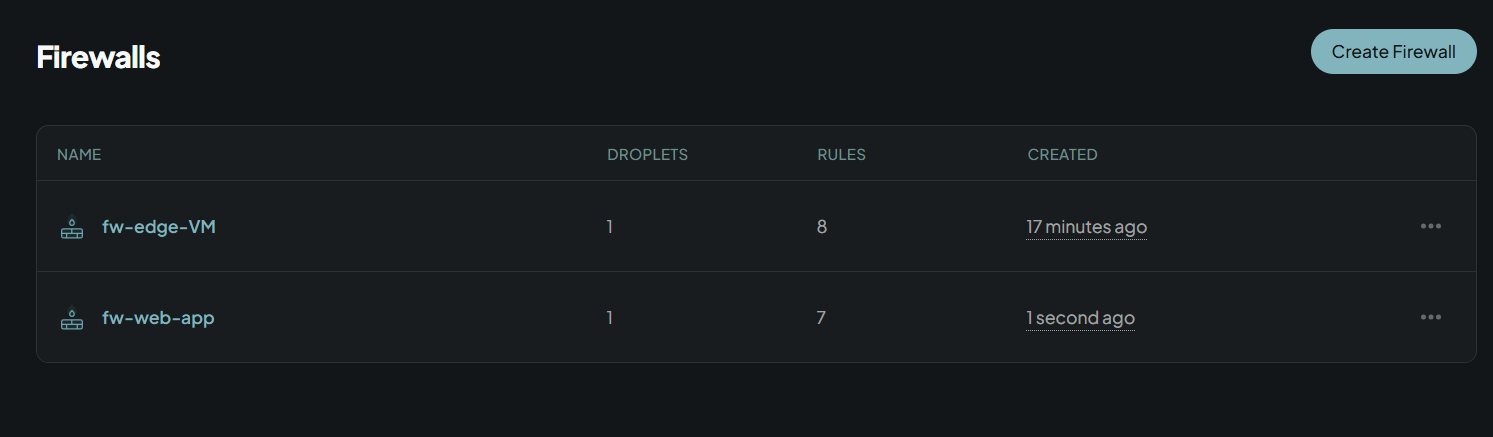 Firewalls
Create Firewall
NAME DROPLETS RULES CREATED
fw-edge-VM 1 8 17 minutes ago
fw-web-app 1 7 1 second ago